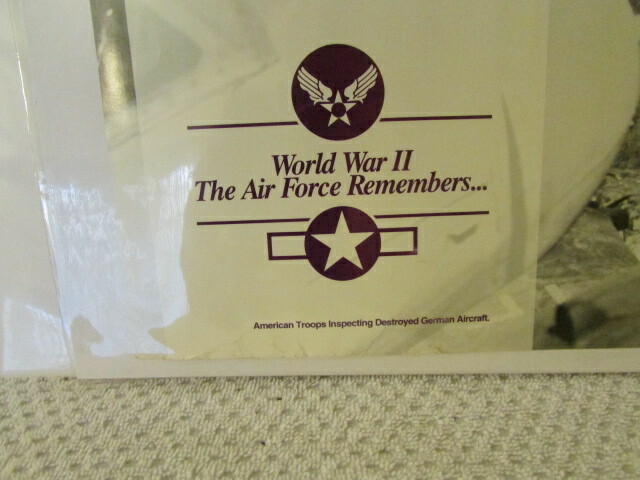 World War II
The Air Force Remembers...
American Troops Inspecting Destroyed German Aircraft.